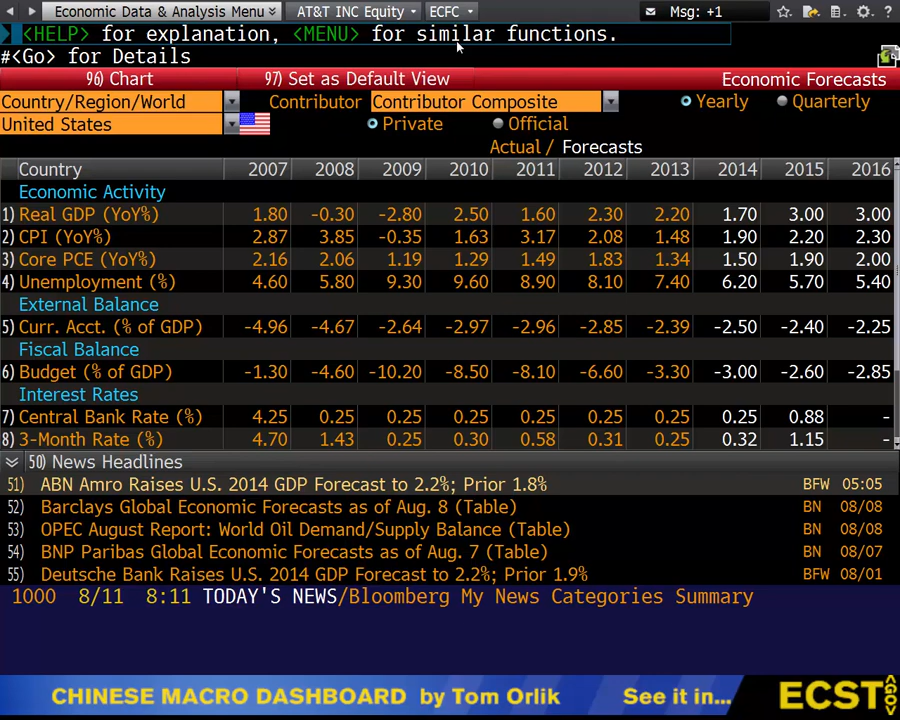 Economic Data & Analysis Menu AT&T INC Equity ECFC Msg: +1 ?
<HELP> for explanation, <MENU> for similar functions.
#<Go> for Details
96) Chart 97) Set as Default View Economic Forecasts
Country/Region/World Contributor Contributor Composite Yearly Quarterly
United States Private Official
Actual / Forecasts
Country 2007 2008 2009 2010 2011 2012 2013 2014 2015 2016
Economic Activity
1) Real GDP (YoY%) 1.80 -0.30 -2.80 2.50 1.60 2.30 2.20 1.70 3.00 3.00
2) CPI (YoY%) 2.87 3.85 -0.35 1.63 3.17 2.08 1.48 1.90 2.20 2.30
3) Core PCE (YoY%) 2.16 2.06 1.19 1.29 1.49 1.83 1.34 1.50 1.90 2.00
4) Unemployment (%) 4.60 5.80 9.30 9.60 8.90 8.10 7.40 6.20 5.70 5.40
External Balance
5) Curr. Acct. (% of GDP) -4.96 -4.67 -2.64 -2.97 -2.96 -2.85 -2.39 -2.50 -2.40 -2.25
Fiscal Balance
6) Budget (% of GDP) -1.30 -4.60 -10.20 -8.50 -8.10 -6.60 -3.30 -3.00 -2.60 -2.85
Interest Rates
7) Central Bank Rate (%) 4.25 0.25 0.25 0.25 0.25 0.25 0.25 0.25 0.88 -
8) 3-Month Rate (%) 4.70 1.43 0.25 0.30 0.58 0.31 0.25 0.32 1.15 -
50) News Headlines
51) ABN Amro Raises U.S. 2014 GDP Forecast to 2.2%; Prior 1.8% BFW 05:05
52) Barclays Global Economic Forecasts as of Aug. 8 (Table) BN 08/08
53) OPEC August Report: World Oil Demand/Supply Balance (Table) BN 08/08
54) BNP Paribas Global Economic Forecasts as of Aug. 7 (Table) BN 08/07
55) Deutsche Bank Raises U.S. 2014 GDP Forecast to 2.2%; Prior 1.9% BFW 08/01
1000 8/11 8:11 TODAY'S NEWS/Bloomberg My News Categories Summary
CHINESE MACRO DASHBOARD by Tom Orlik See it in... ECST <GO>